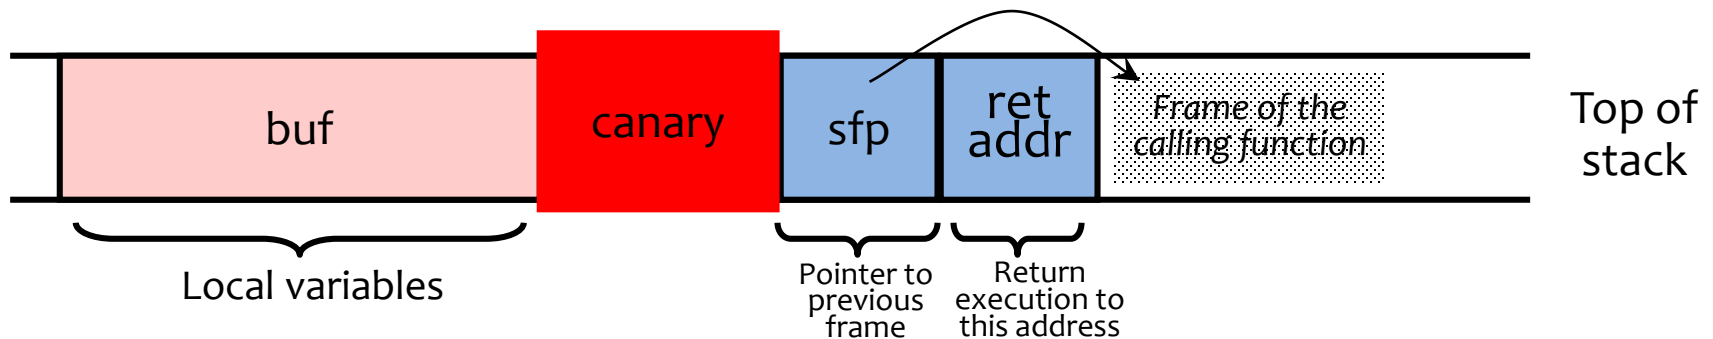 buf
canary
sfp
ret
addr
Frame of the
calling function
Top of
stack
Local variables
Pointer to
previous
frame
Return
execution to
this address